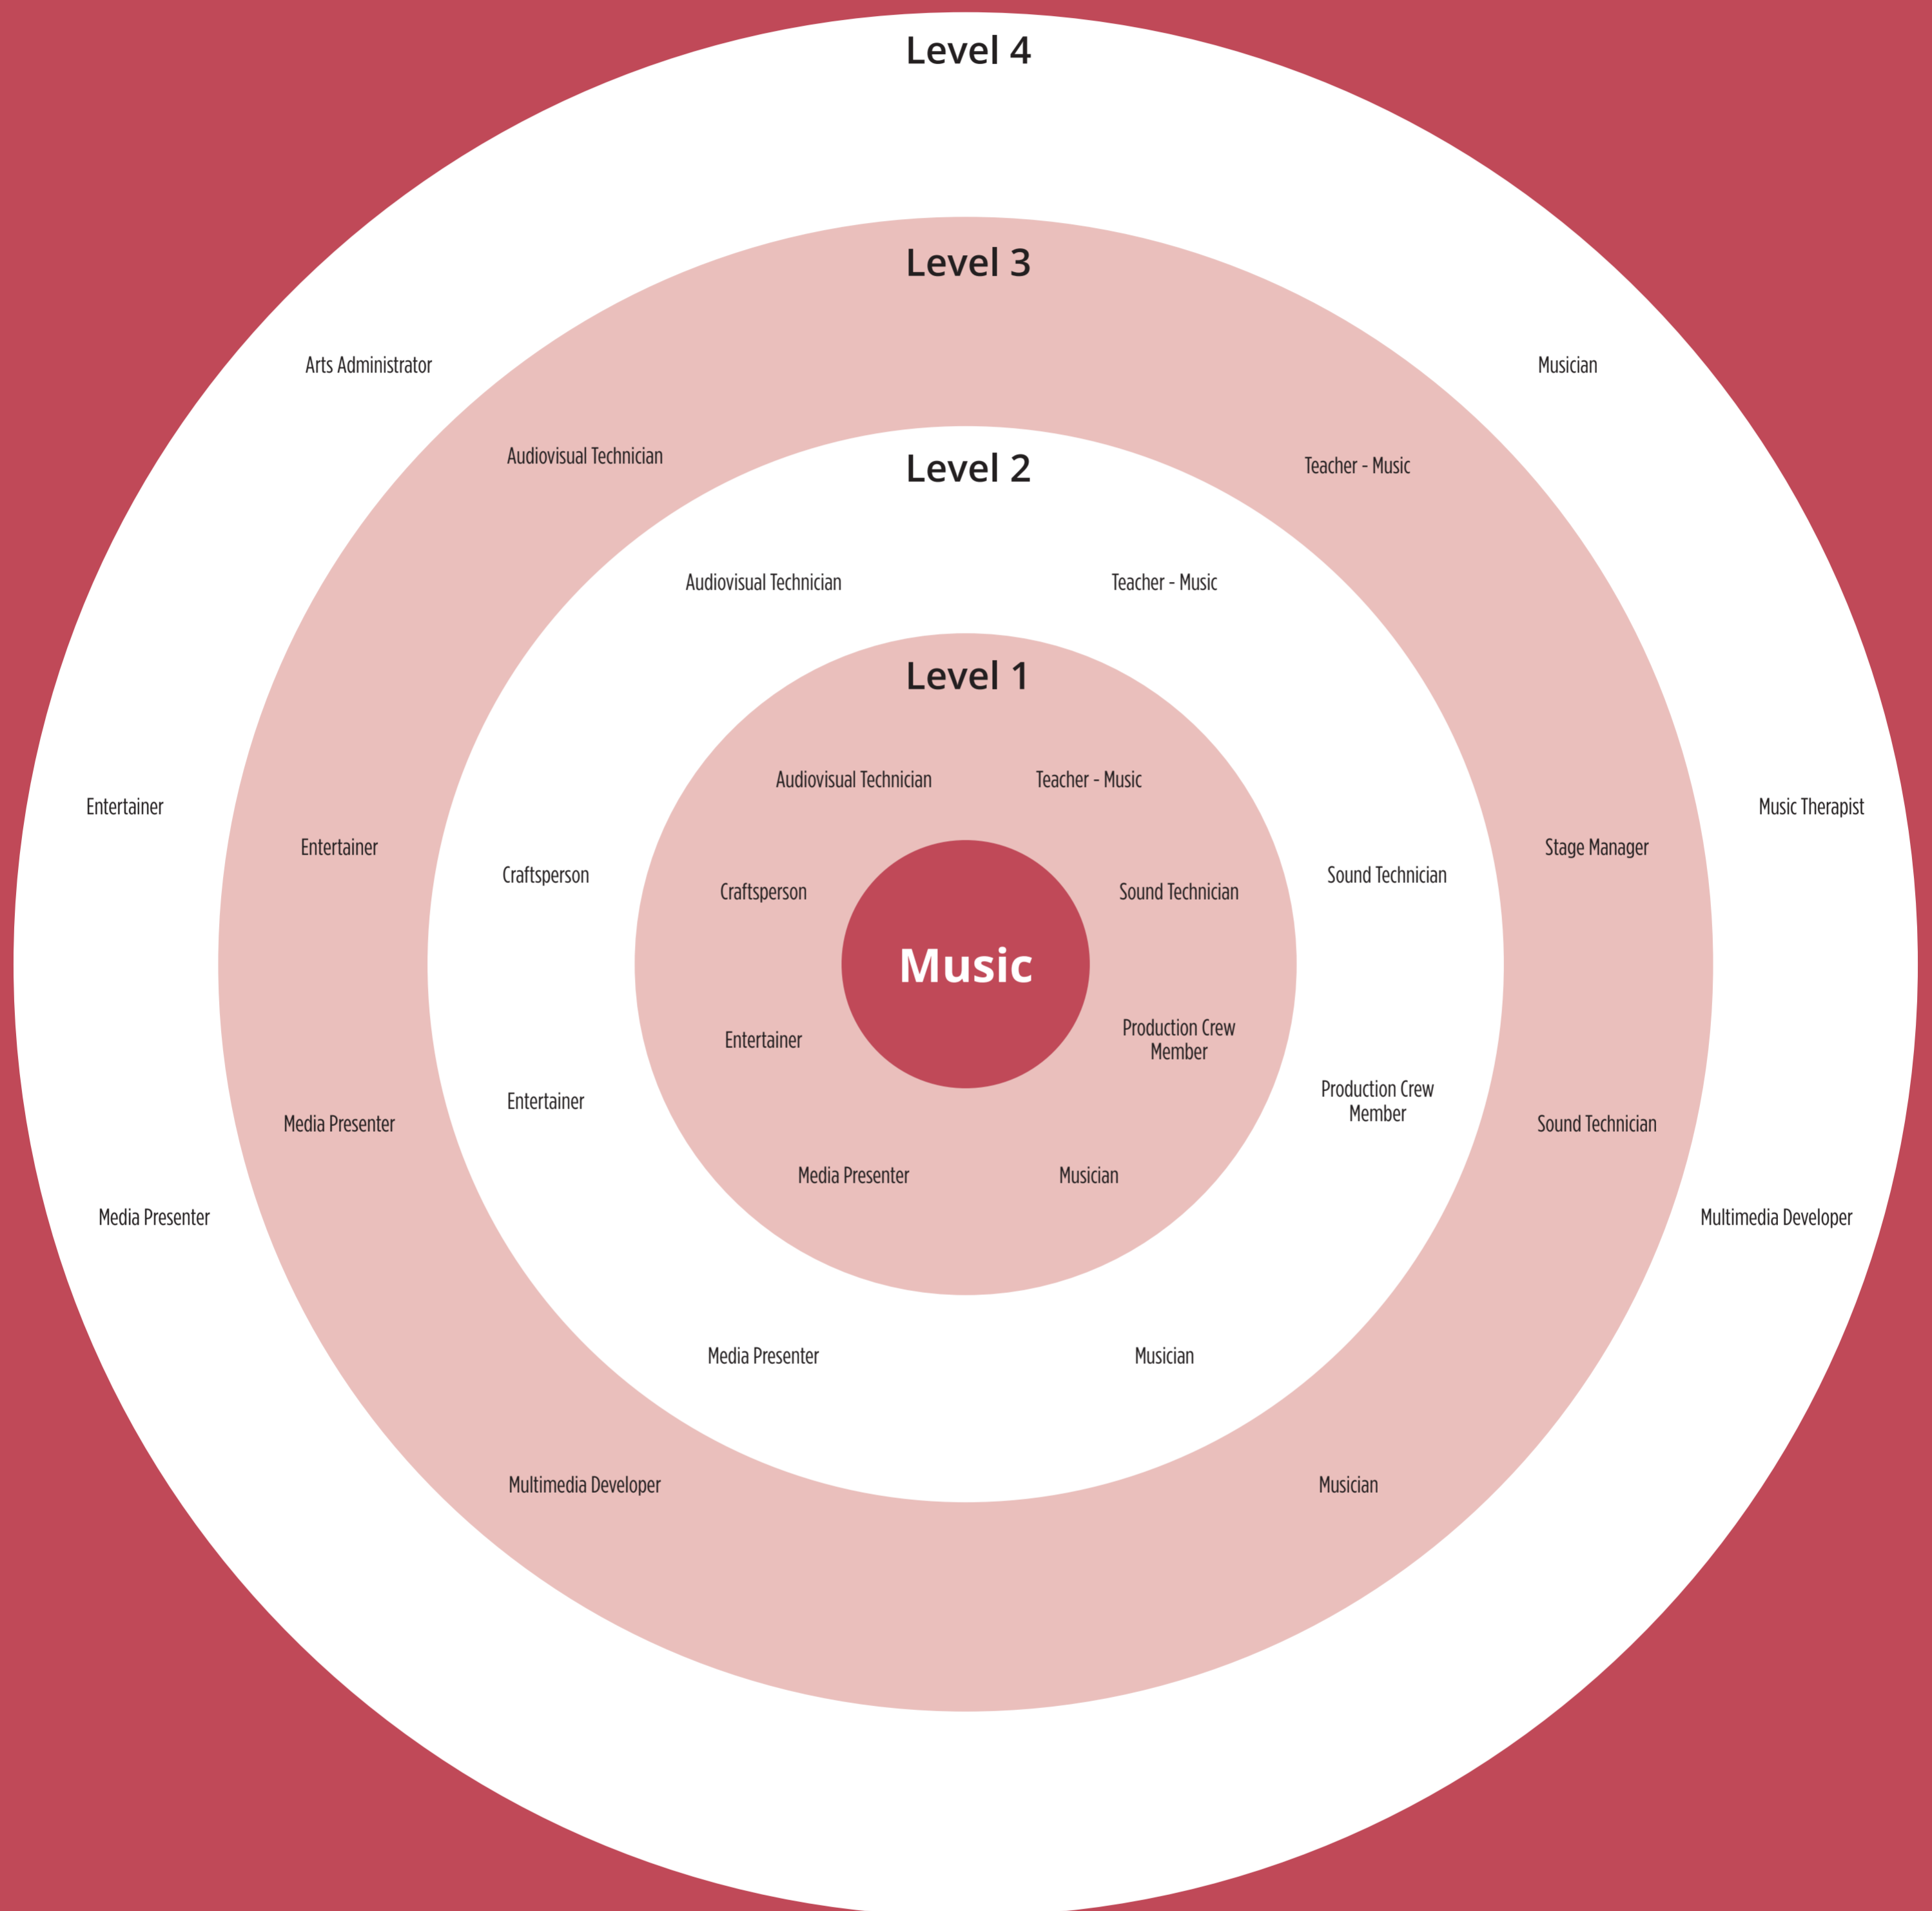 Level 4
Arts Administrator
Musician
Entertainer
Music Therapist
Media Presenter
Multimedia Developer
Level 3
Audiovisual Technician
Teacher - Music
Entertainer
Stage Manager
Media Presenter
Sound Technician
Multimedia Developer
Musician
Level 2
Audiovisual Technician
Teacher - Music
Craftsperson
Sound Technician
Entertainer
Production Crew
Member
Media Presenter
Musician
Level 1
Audiovisual Technician
Teacher - Music
Craftsperson
Sound Technician
Entertainer
Production Crew
Member
Media Presenter
Musician
Music